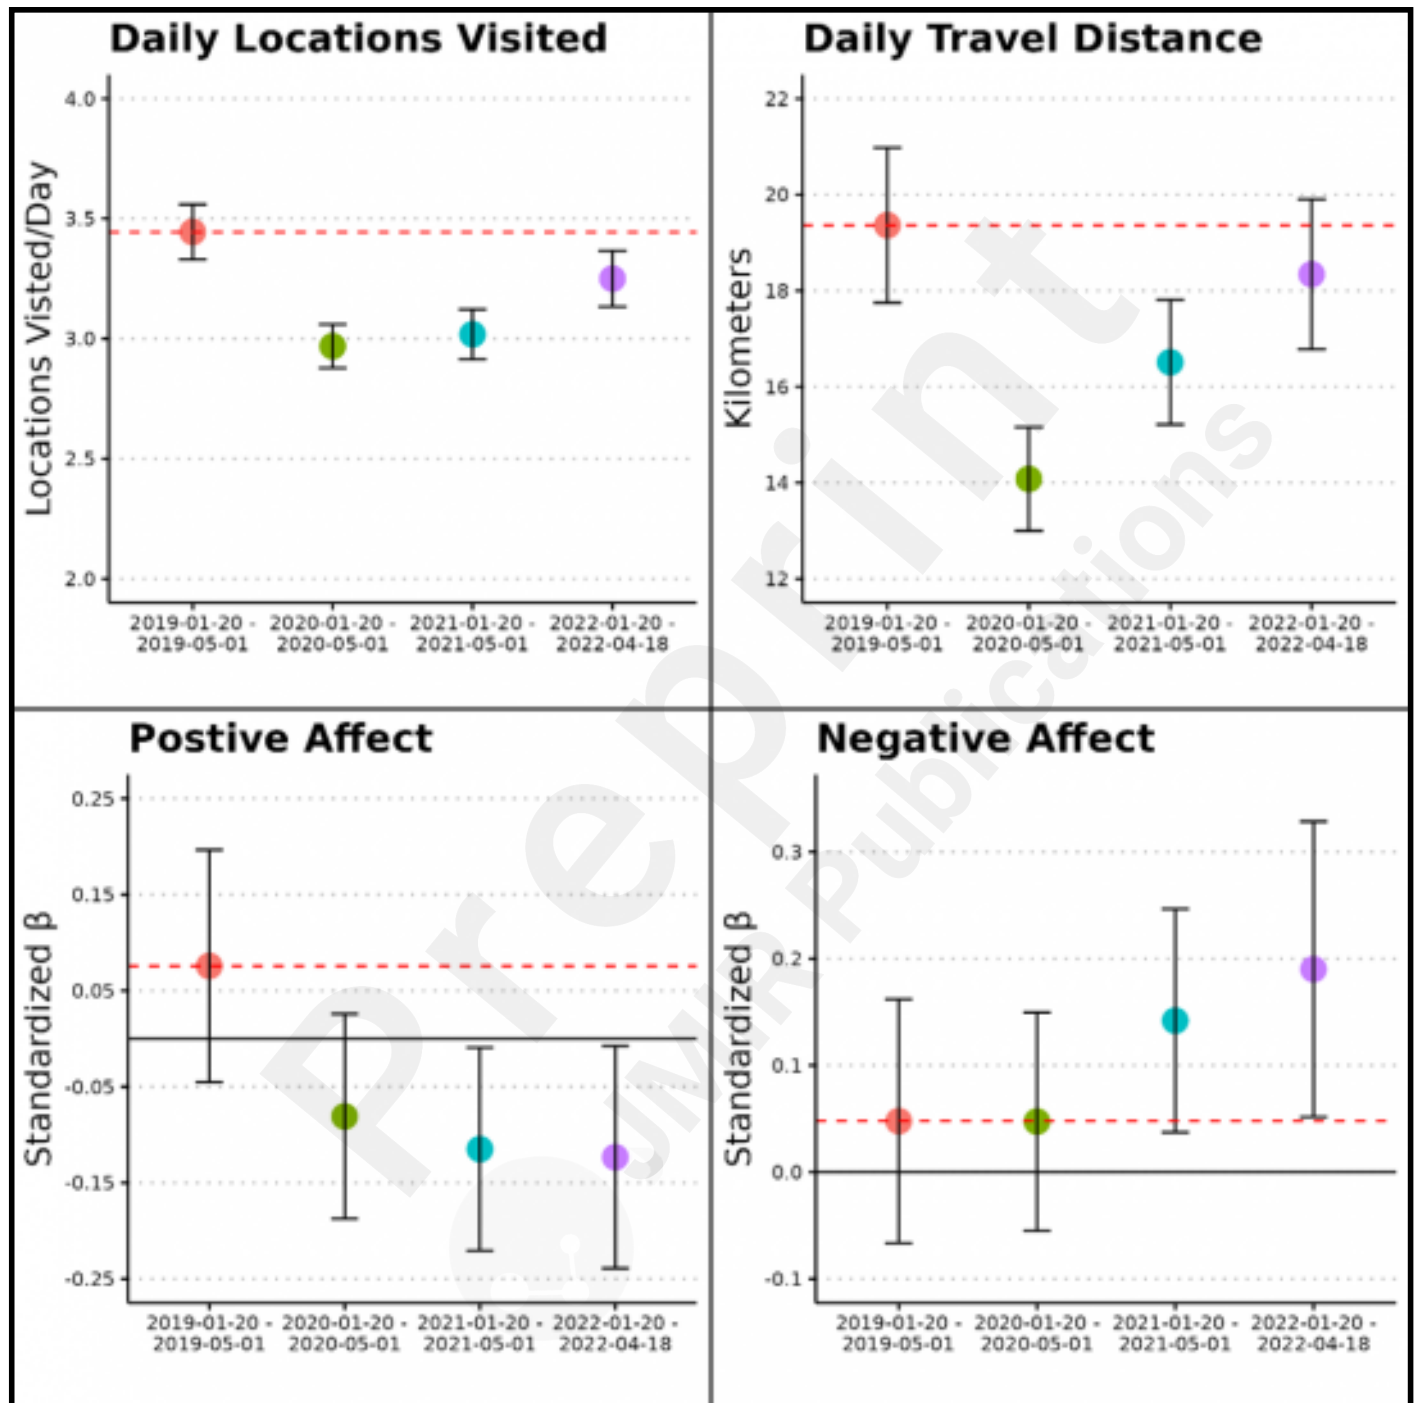 Daily Locations Visited
Locations Visted/Day
4.0
3.5
3.0
2.5
2.0
2019-01-20 - 2020-01-20 - 2021-01-20 - 2022-01-20 -
2019-05-01 2020-05-01 2021-05-01 2022-04-18
Daily Travel Distance
Kilometers
22
20
18
16
14
12
2019-01-20 - 2020-01-20 - 2021-01-20 - 2022-01-20 -
2019-05-01 2020-05-01 2021-05-01 2022-04-18
Postive Affect
Standardized β
0.25
0.15
0.05
-0.05
-0.15
-0.25
2019-01-20 - 2020-01-20 - 2021-01-20 - 2022-01-20 -
2019-05-01 2020-05-01 2021-05-01 2022-04-18
Negative Affect
Standardized β
0.3
0.2
0.1
0.0
-0.1
2019-01-20 - 2020-01-20 - 2021-01-20 - 2022-01-20 -
2019-05-01 2020-05-01 2021-05-01 2022-04-18
Preprint
JMIR Publications